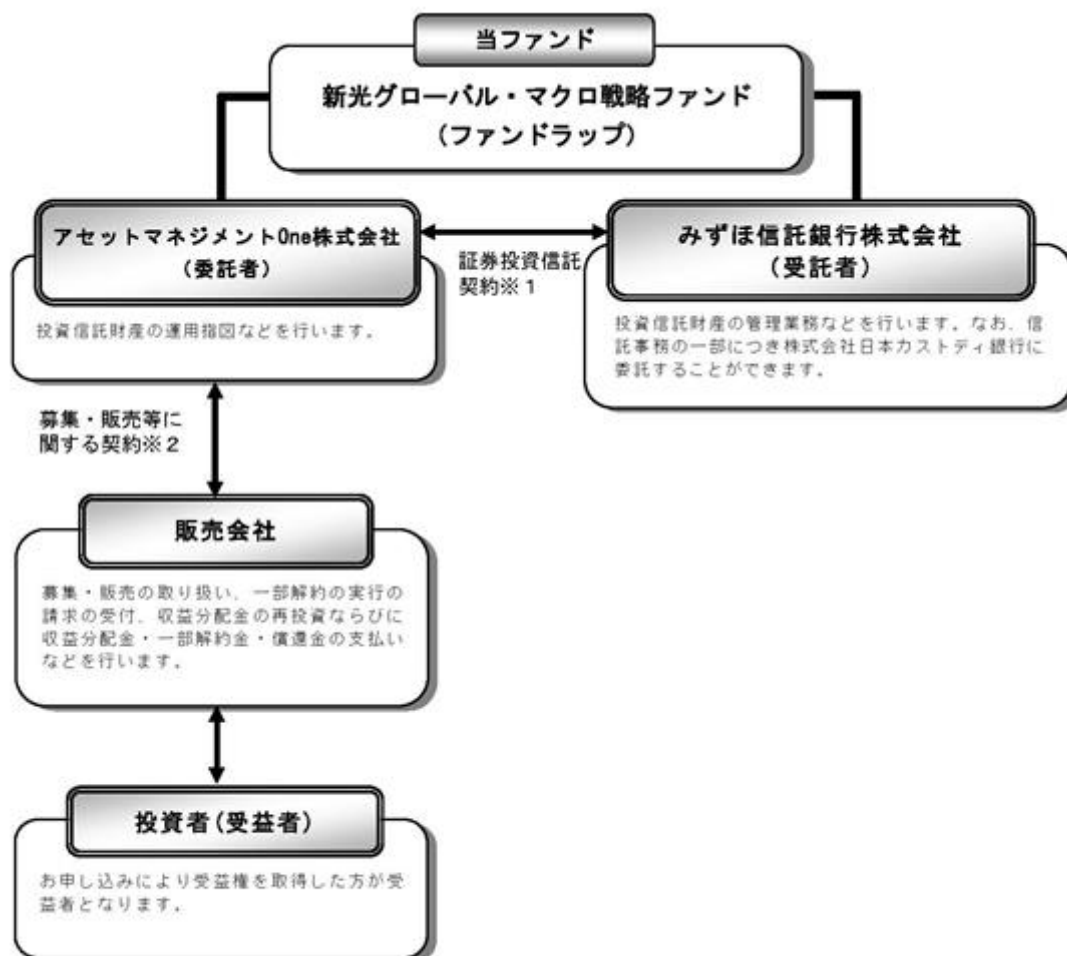 当ファンド
新光グローバル・マクロ戦略ファンド
（ファンドラップ）
アセットマネジメントOne株式会社
（委託者）
投資信託財産の運用指図などを行います。
証券投資信託
契約※１
みずほ信託銀行株式会社
（受託者）
投資信託財産の管理業務などを行います。なお、信
託事務の一部につき株式会社日本カストディ銀行に
委託することができます。
募集・販売等に
関する契約※２
販売会社
募集・販売の取り扱い、一部解約の実行の
請求の受付、収益分配金の再投資ならびに
収益分配金・一部解約金・償還金の支払い
などを行います。
投資者(受益者)
お申し込みにより受益権を取得した方が受
益者となります。